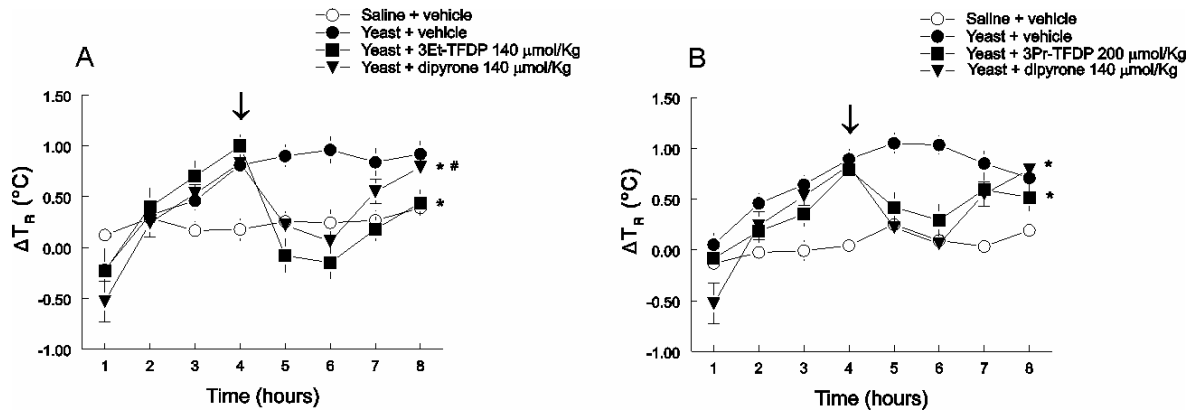 A
Saline + vehicle
Yeast + vehicle
Yeast + 3Et-TFDP 140 μmol/Kg
Yeast + dipyrone 140 μmol/Kg
1.50
1.00
0.50
0.00
-0.50
-1.00
ΔT_R (°C)
* #
*
1 2 3 4 5 6 7 8
Time (hours)
B
Saline + vehicle
Yeast + vehicle
Yeast + 3Pr-TFDP 200 μmol/Kg
Yeast + dipyrone 140 μmol/Kg
1.50
1.00
0.50
0.00
-0.50
-1.00
ΔT_R (°C)
*
*
1 2 3 4 5 6 7 8
Time (hours)